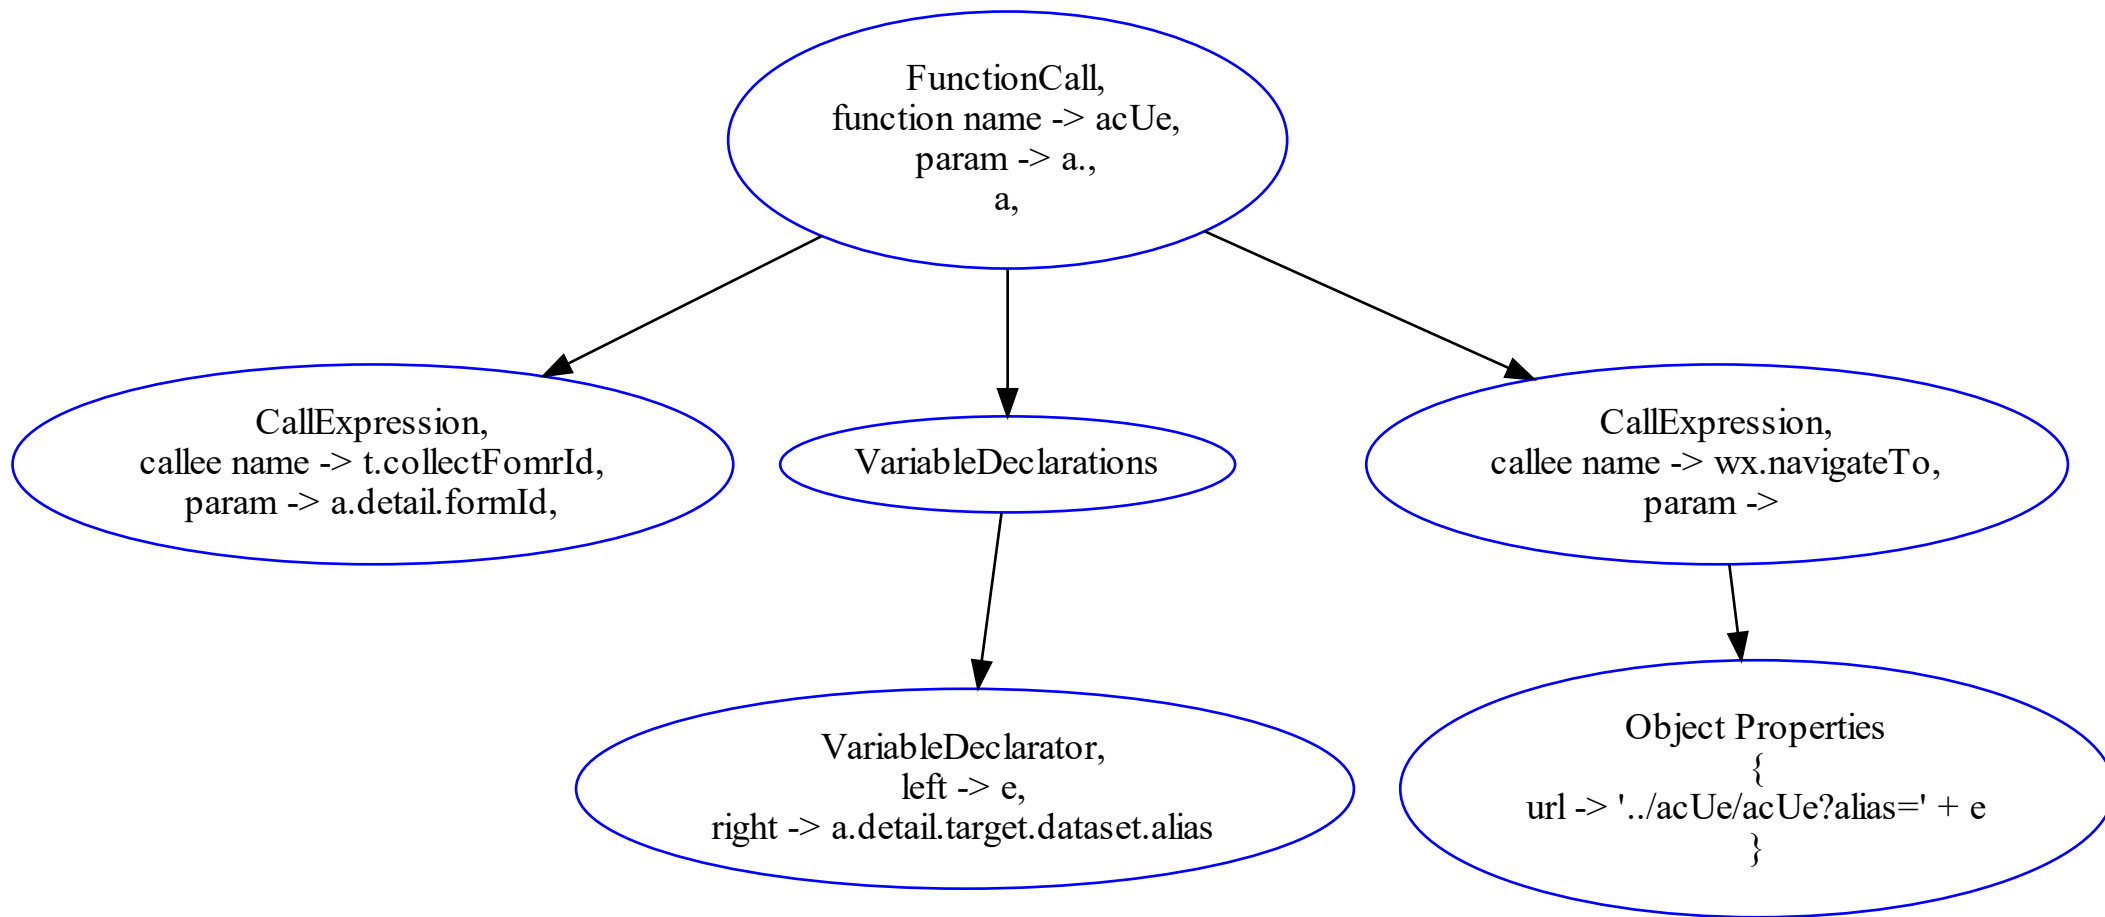 FunctionCall,
function name -> acUe,
param -> a.,
a,
CallExpression,
callee name -> t.collectFomrId,
param -> a.detail.formId,
VariableDeclarations
CallExpression,
callee name -> wx.navigateTo,
param ->
VariableDeclarator,
left -> e,
right -> a.detail.target.dataset.alias
Object Properties
{
url -> '../acUe/acUe?alias=' + e
}